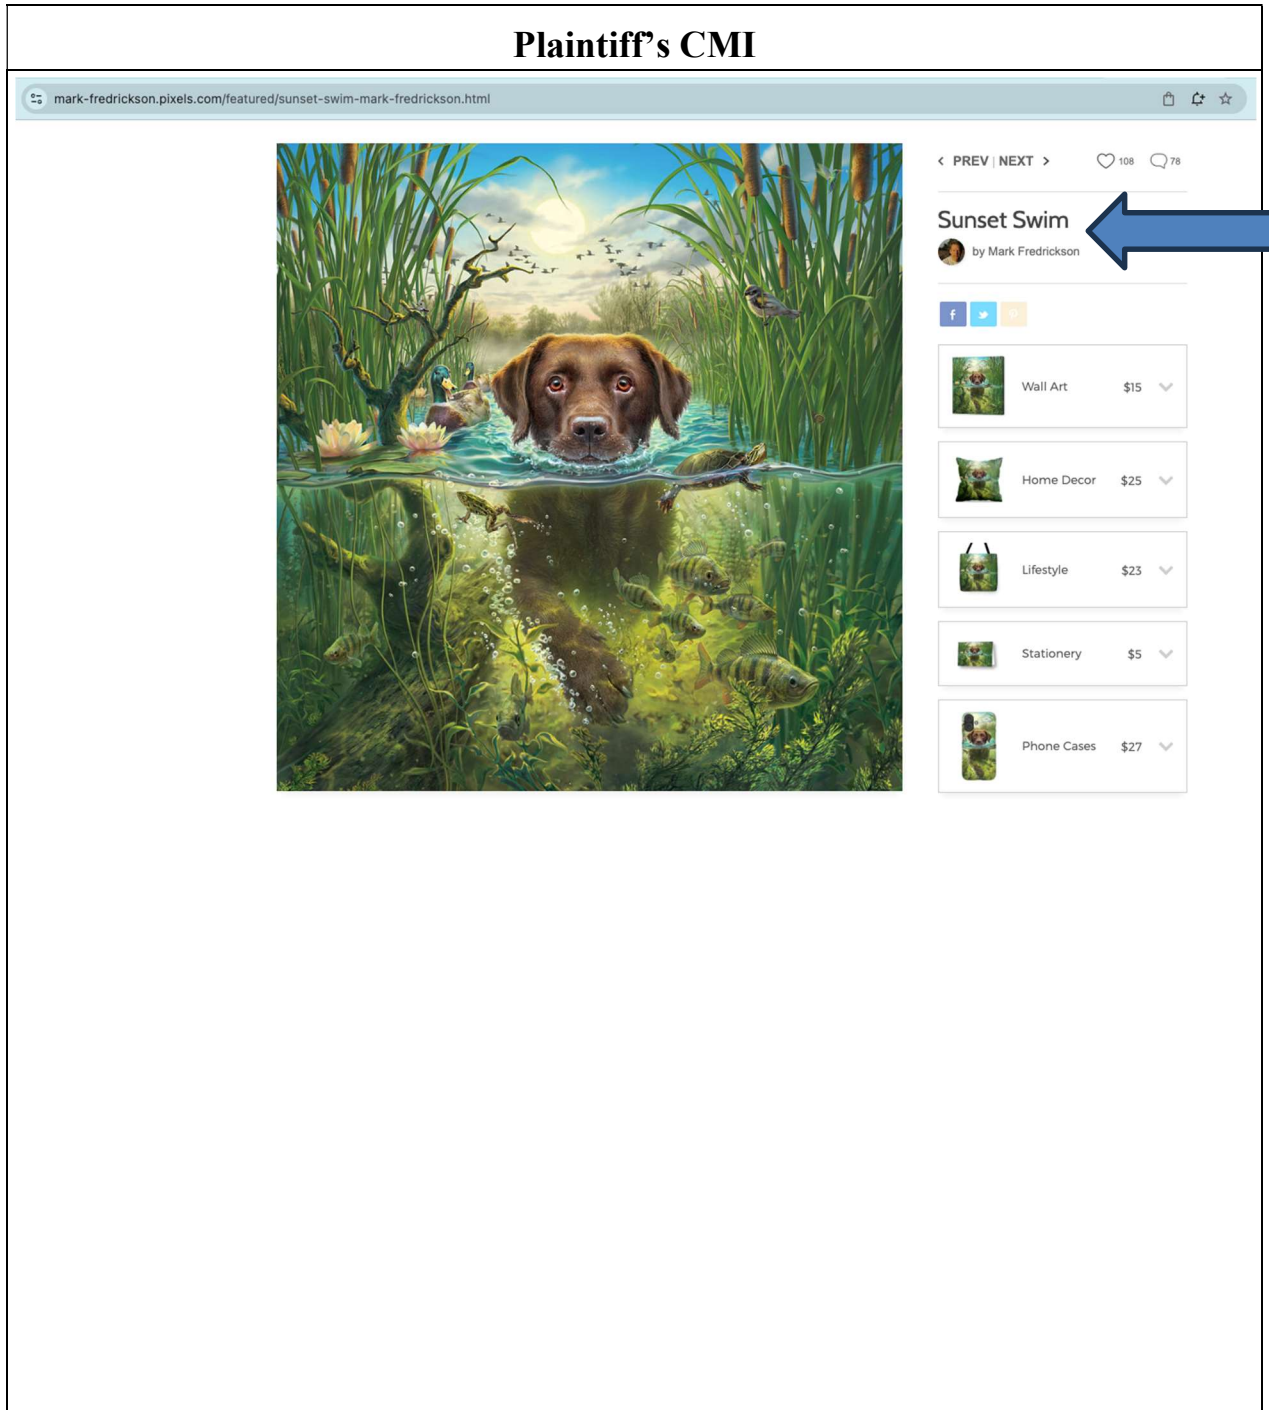 Plaintiff’s CMI
mark-fredrickson.pixels.com/featured/sunset-swim-mark-fredrickson.html
PREV | NEXT 108 78
Sunset Swim
by Mark Fredrickson
Wall Art $15
Home Decor $25
Lifestyle $23
Stationery $5
Phone Cases $27